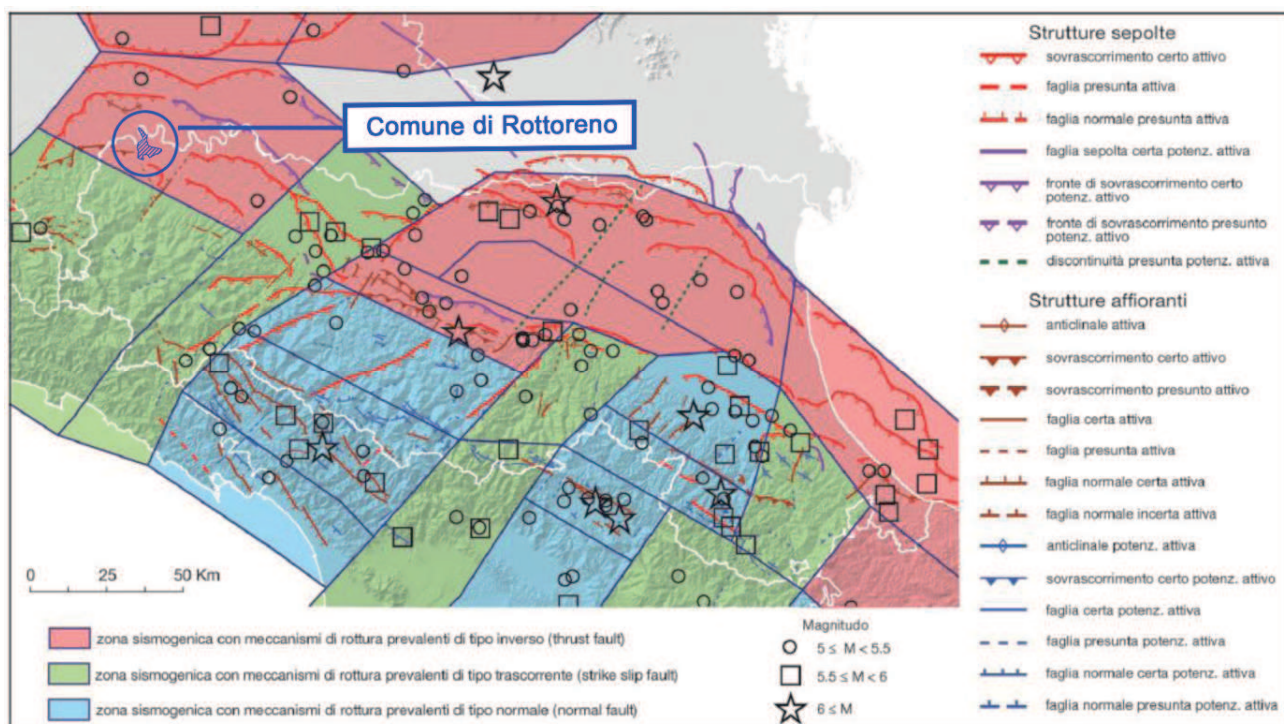 Comune di Rottoreno
Strutture sepolte
sovrascorrimento certo attivo
faglia presunta attiva
faglia normale presunta attiva
faglia sepolta certa potenz. attiva
fronte di sovrascorrimento certo
potenz. attivo
fronte di sovrascorrimento presunto
potenz. attivo
discontinuità presunta potenz. attiva
Strutture affioranti
anticlinale attiva
sovrascorrimento certo attivo
sovrascorrimento presunto attivo
faglia certa attiva
faglia presunta attiva
faglia normale certa attiva
faglia normale incerta attiva
anticlinale potenz. attiva
sovrascorrimento certo potenz. attivo
faglia certa potenz. attiva
faglia presunta potenz. attiva
faglia normale certa potenz. attiva
faglia normale presunta potenz. attiva
0 25 50 Km
zona sismogenica con meccanismi di rottura prevalenti di tipo inverso (thrust fault)
zona sismogenica con meccanismi di rottura prevalenti di tipo trascorrente (strike slip fault)
zona sismogenica con meccanismi di rottura prevalenti di tipo normale (normal fault)
Magnitudo
5 ≤ M < 5.5
5.5 ≤ M < 6
6 ≤ M